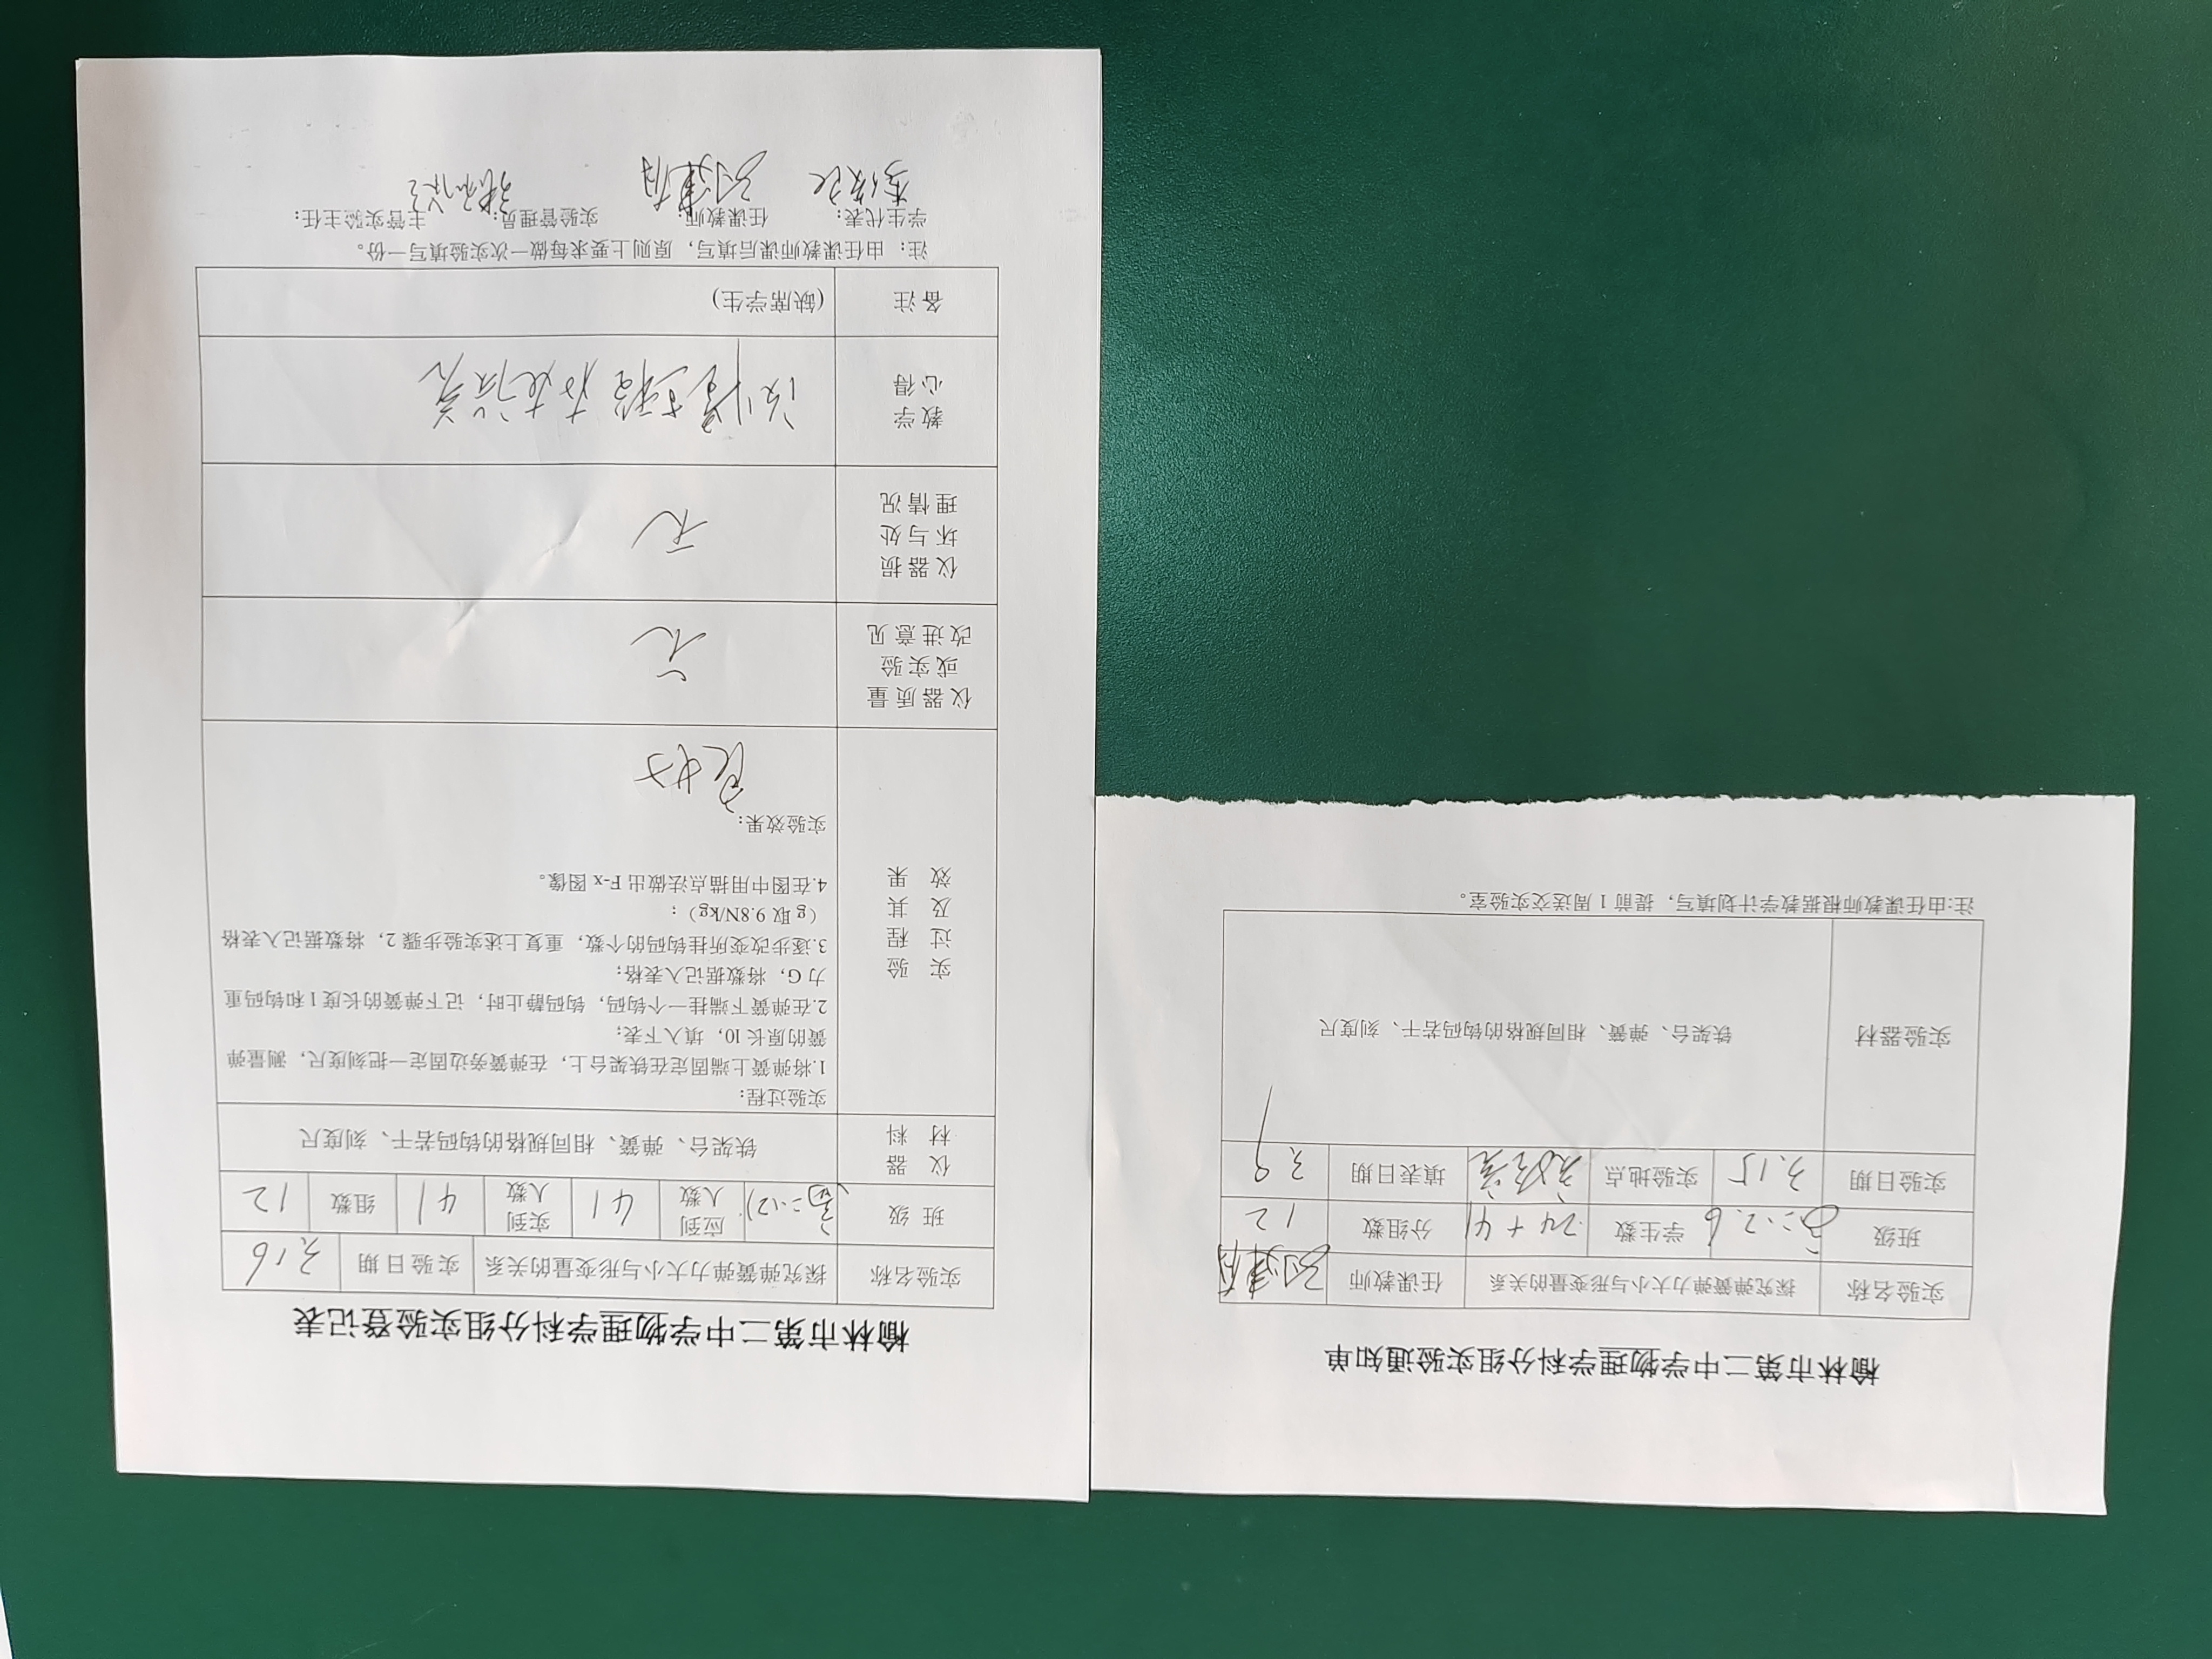 榆林市第二中学物理学科分组实验通知单
实验名称 探究弹簧弹力大小与形变量的关系 任课教师
班级 学生数 24+41 分组数 12
实验日期 3.15 实验地点 实验室 填表日期 3.9
实验器材 铁架台、弹簧、相同规格的钩码若干、刻度尺
注:由任课教师根据教学计划填写，提前 1 周送交实验室。
榆林市第二中学物理学科分组实验登记表
实验名称 探究弹簧弹力大小与形变量的关系 实验日期 3.16
班 级 应到人数 41 实到人数 41 组数 12
仪 器 材 料 铁架台、弹簧、相同规格的钩码若干、刻度尺
实 验 过 程 及 其 效 果
实验过程:
1.将弹簧上端固定在铁架台上，在弹簧旁边固定一把刻度尺，测量弹
簧的原长 l0，填入下表;
2.在弹簧下端挂一个钩码，钩码静止时，记下弹簧的长度 l 和钩码重
力 G，将数据记入表格;
3.逐步改变所挂钩码的个数，重复上述实验步骤 2，将数据记入表格
（g 取 9.8N/kg）;
4.在图中用描点法做出 F-x 图像。
实验效果:
良好
仪器质量或实验改进意见 无
仪器损坏与处理情况 无
教学心得
备注 (缺席学生)
注：由任课教师课后填写，原则上要求每做一次实验填写一份。
学生代表: 任课教师: 实验管理员: 主管实验主任: